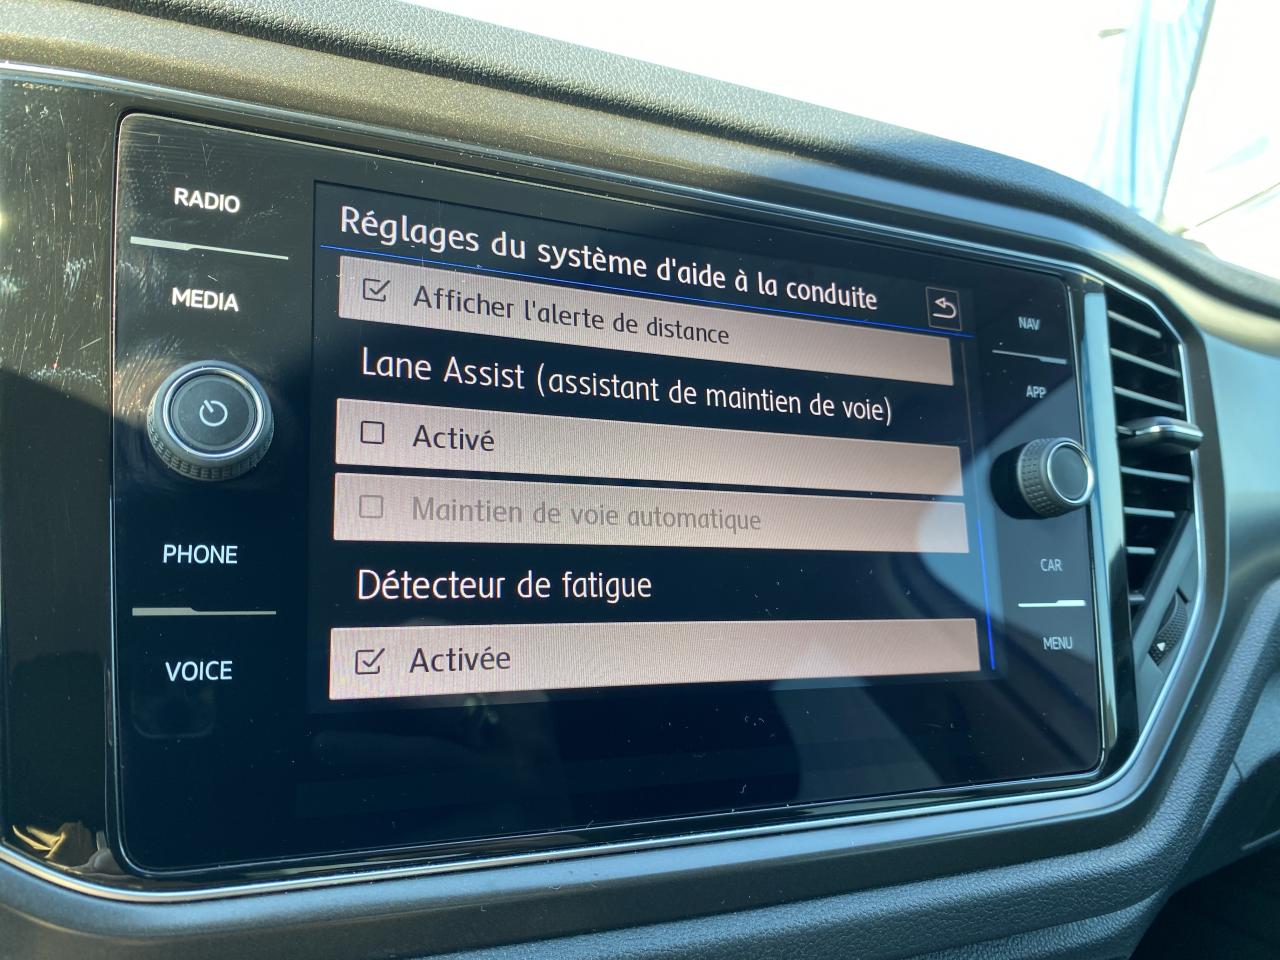 RADIO
MEDIA
PHONE
VOICE
Réglages du système d'aide à la conduite
Afficher l'alerte de distance
Lane Assist (assistant de maintien de voie)
Activé
Maintien de voie automatique
Détecteur de fatigue
Activée
NAV
APP
CAR
MENU